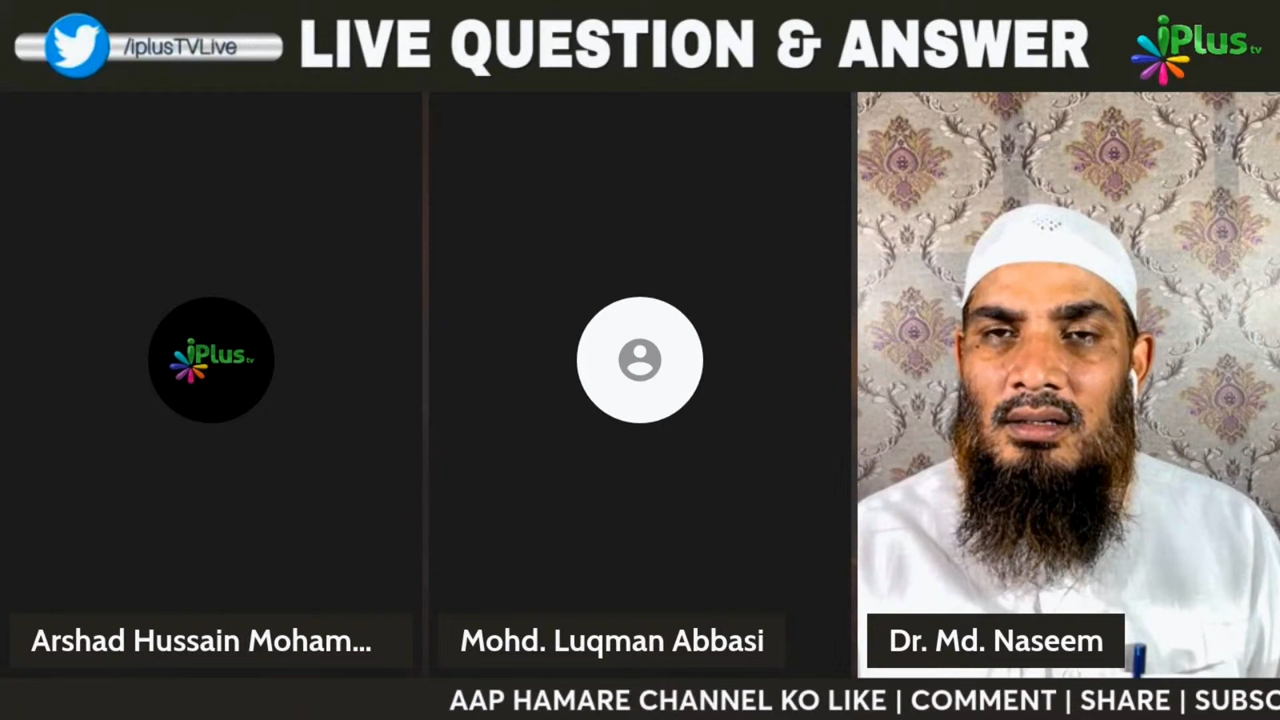 /iplusTVLive
LIVE QUESTION & ANSWER
iPlus tv
iPlus tv
Arshad Hussain Moham...
Mohd. Luqman Abbasi
Dr. Md. Naseem
AAP HAMARE CHANNEL KO LIKE | COMMENT | SHARE | SUBSC